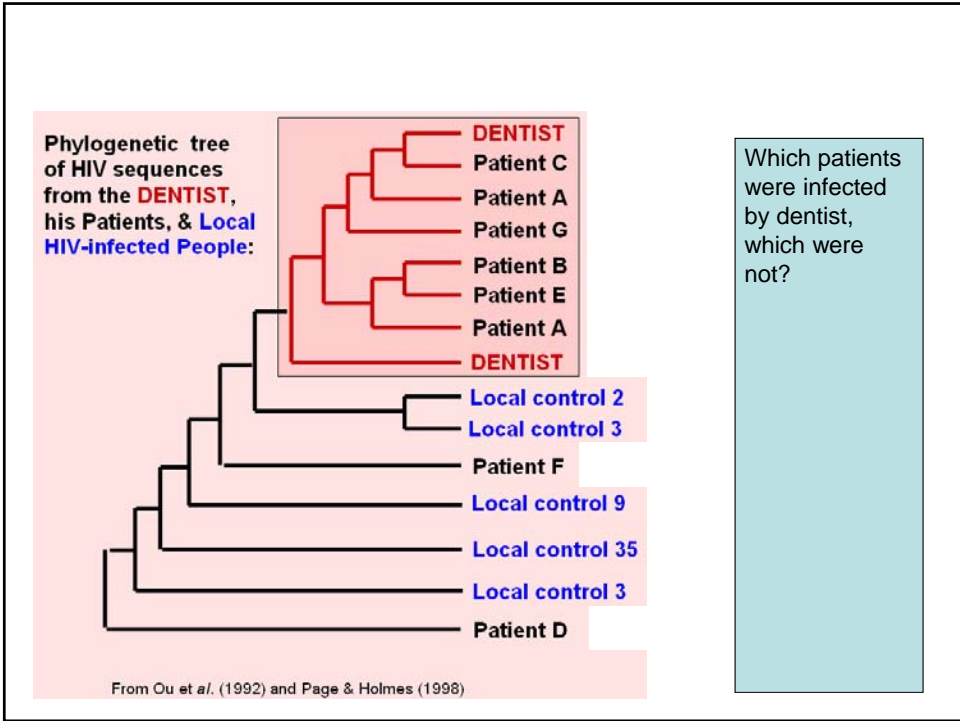 Phylogenetic tree
of HIV sequences
from the DENTIST,
his Patients, & Local
HIV-infected People:
DENTIST
Patient C
Patient A
Patient G
Patient B
Patient E
Patient A
DENTIST
Local control 2
Local control 3
Patient F
Local control 9
Local control 35
Local control 3
Patient D
From Ou et al. (1992) and Page & Holmes (1998)
Which patients
were infected
by dentist,
which were
not?